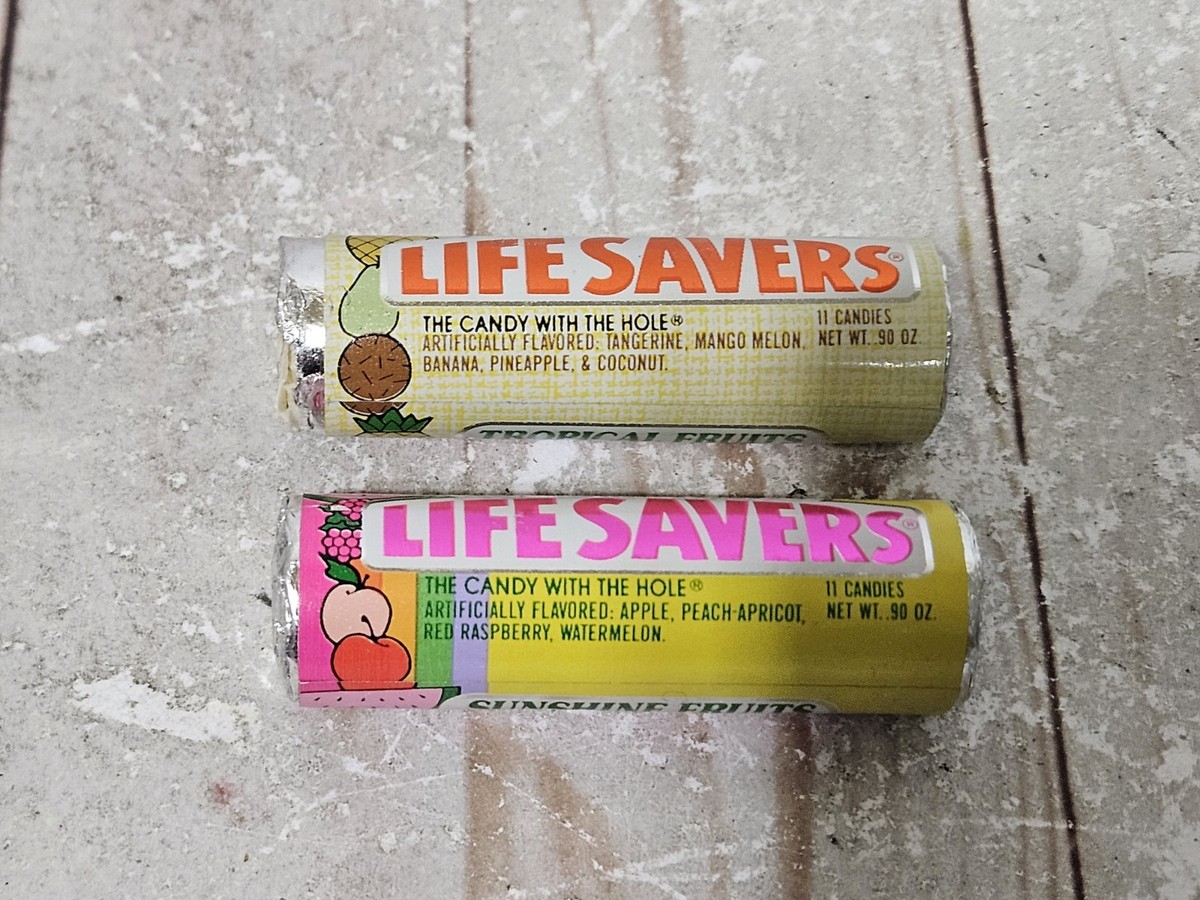 LIFE SAVERS®
THE CANDY WITH THE HOLE®
ARTIFICIALLY FLAVORED: TANGERINE, MANGO MELON,
BANANA, PINEAPPLE, & COCONUT.
11 CANDIES
NET WT. .90 OZ.
TROPICAL FRUITS
LIFE SAVERS®
THE CANDY WITH THE HOLE®
ARTIFICIALLY FLAVORED: APPLE, PEACH-APRICOT,
RED RASPBERRY, WATERMELON.
11 CANDIES
NET WT. .90 OZ.
SUNSHINE FRUITS